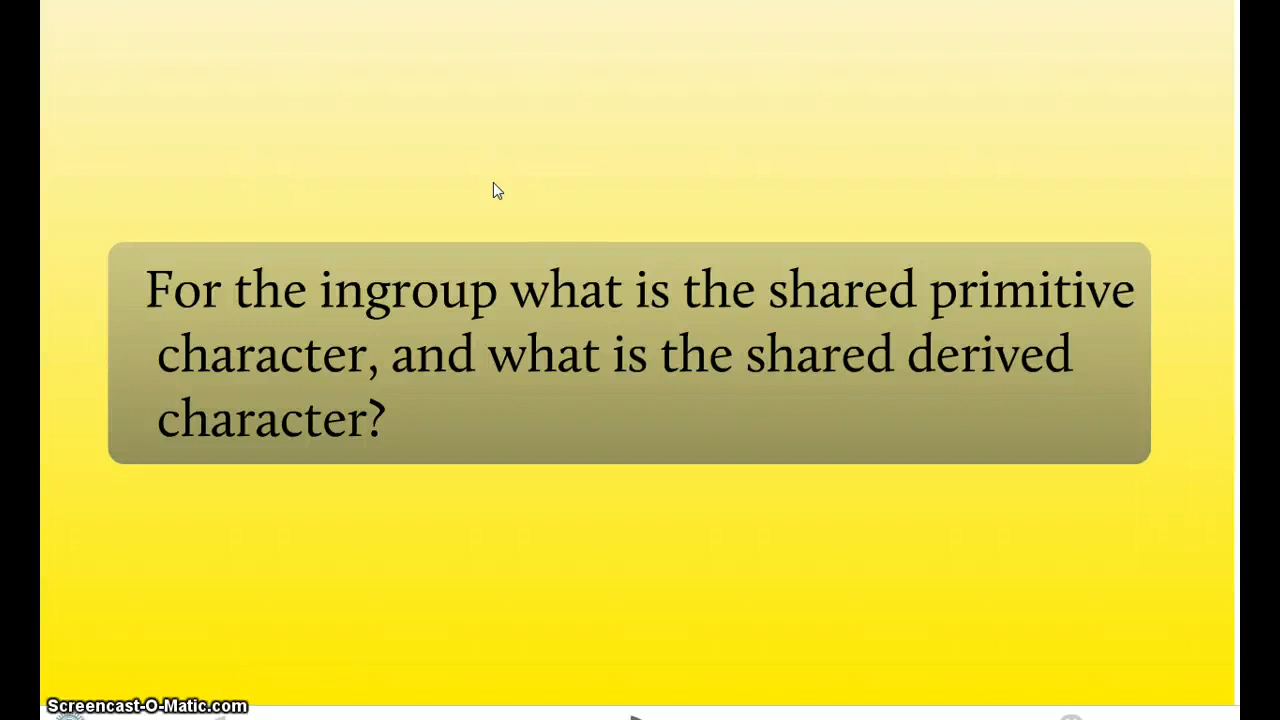 For the ingroup what is the shared primitive
character, and what is the shared derived
character?
Screencast-O-Matic.com